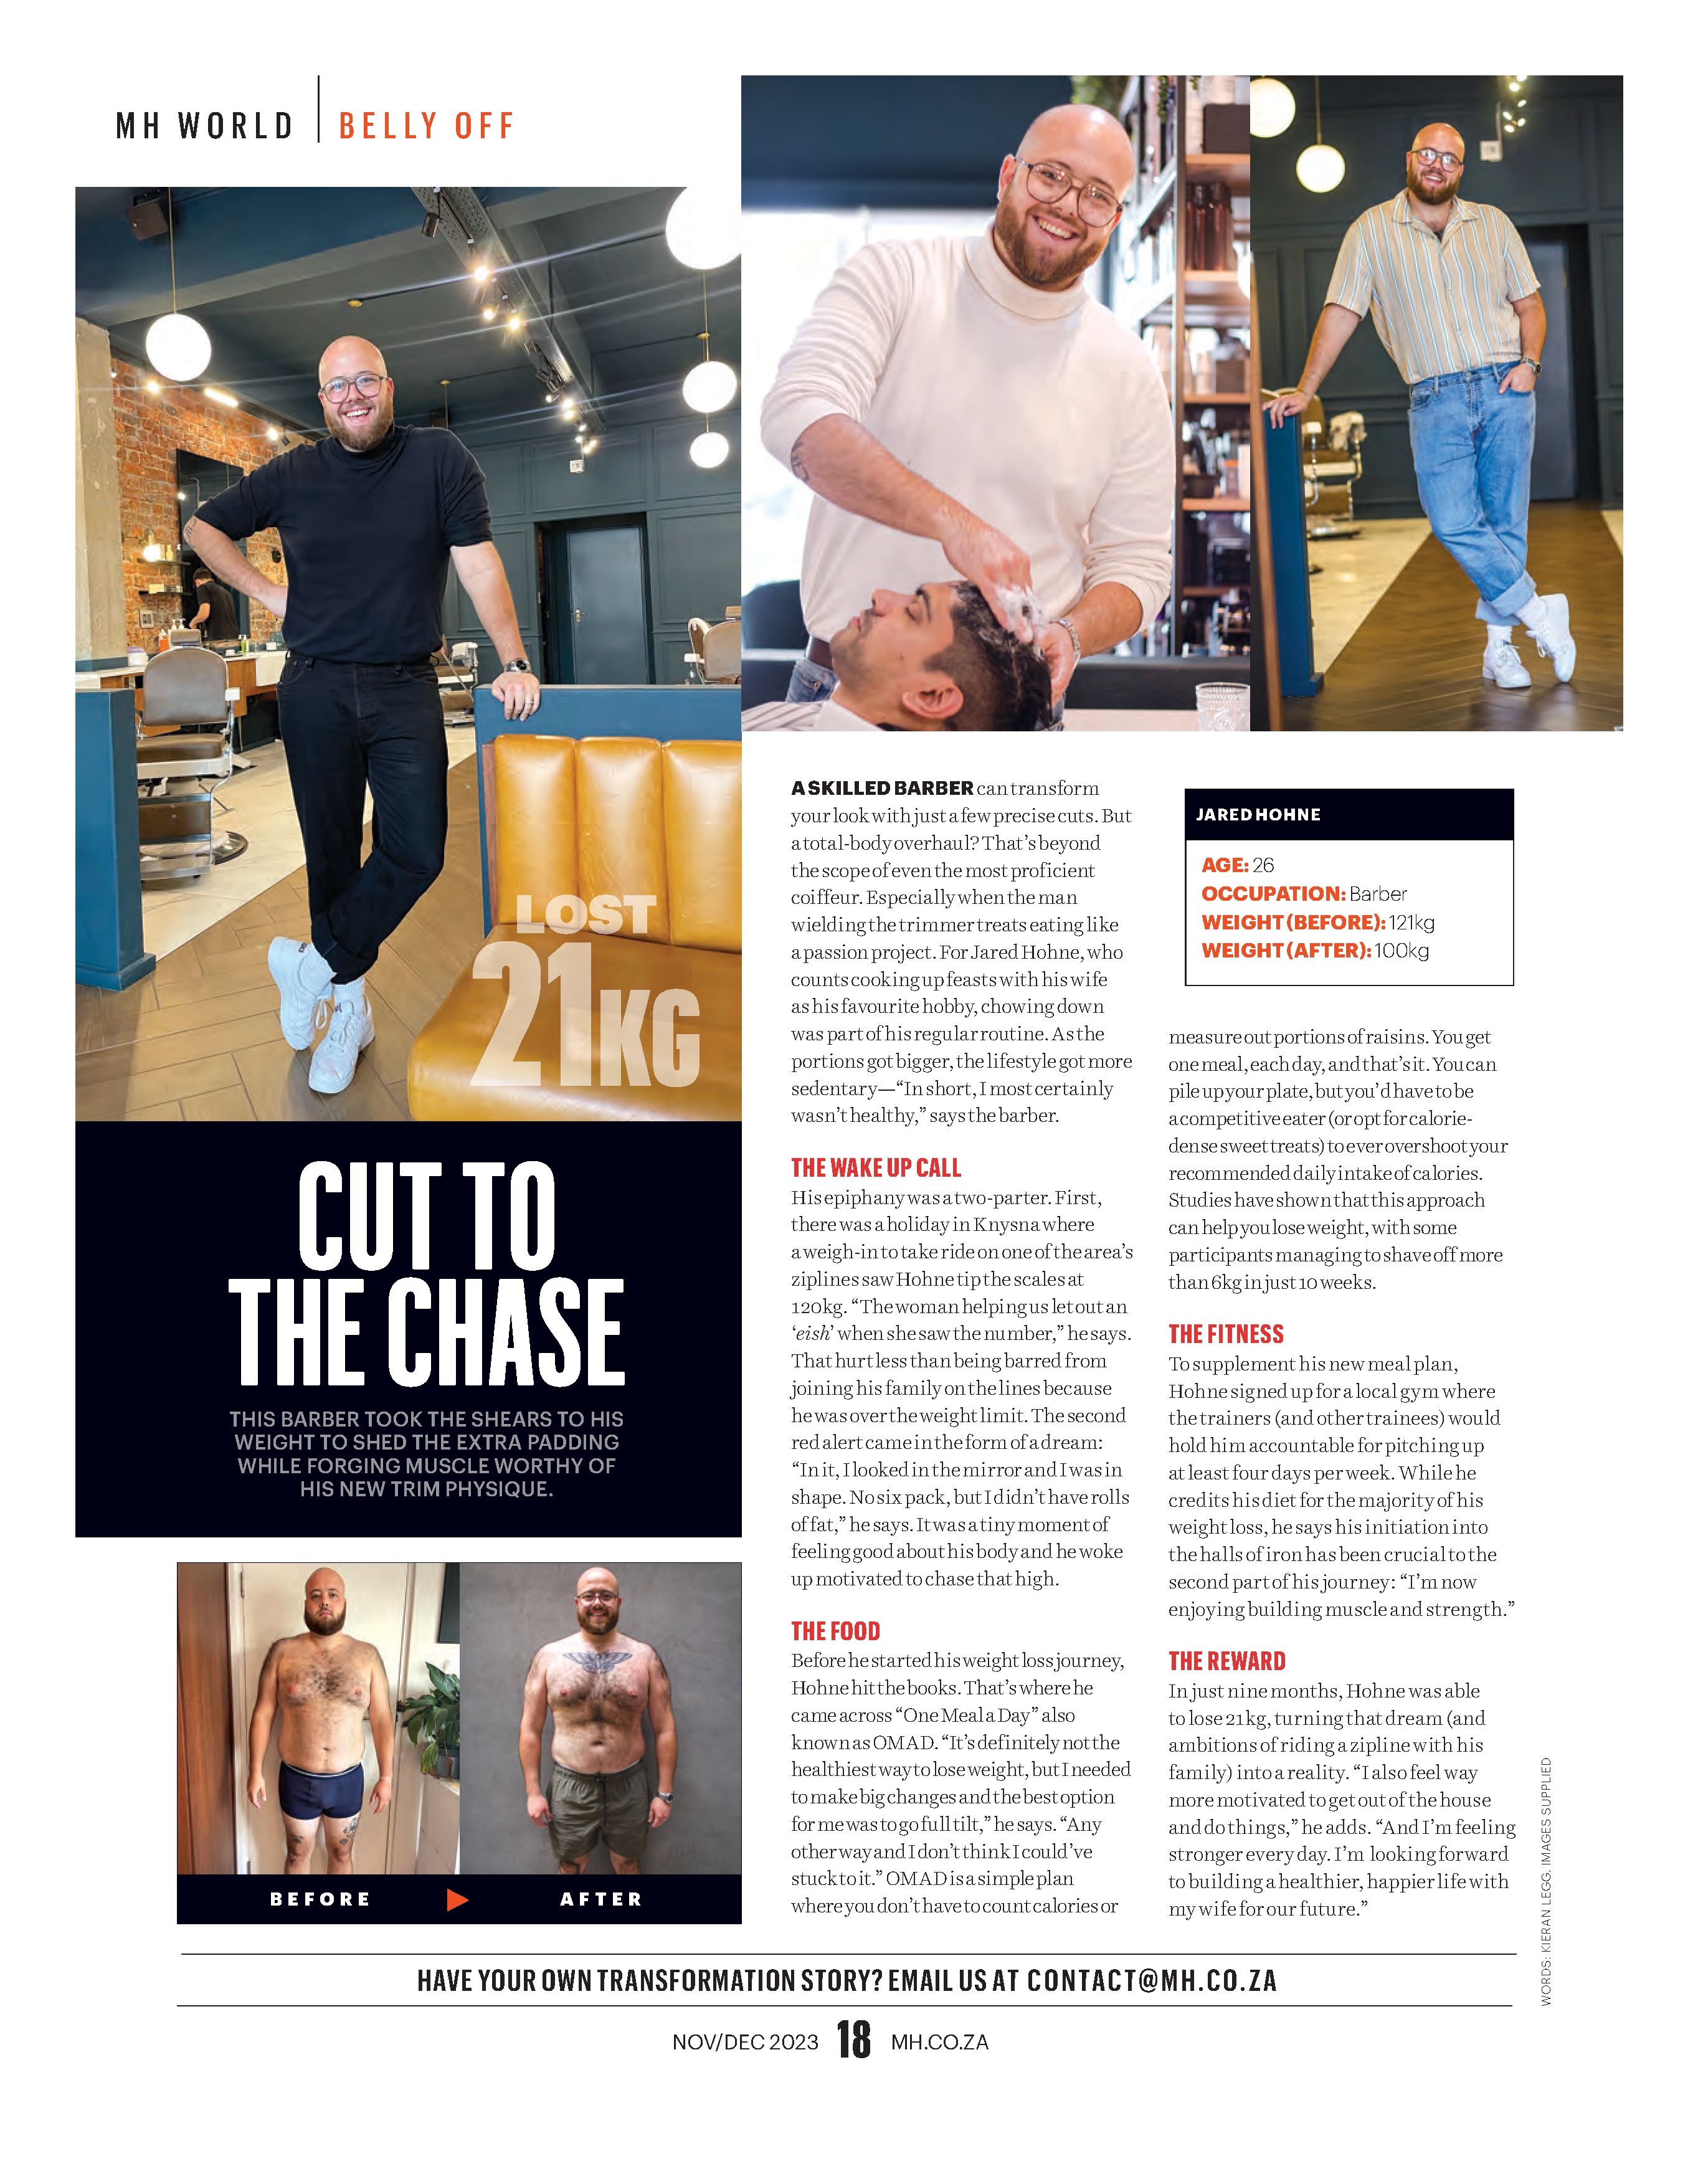 MH WORLD | BELLY OFF
LOST
21KG
CUT TO
THE CHASE
THIS BARBER TOOK THE SHEARS TO HIS
WEIGHT TO SHED THE EXTRA PADDING
WHILE FORGING MUSCLE WORTHY OF
HIS NEW TRIM PHYSIQUE.
BEFORE
AFTER
A SKILLED BARBER can transform
your look with just a few precise cuts. But
a total-body overhaul? That's beyond
the scope of even the most proficient
coiffeur. Especially when the man
wielding the trimmer treats eating like
a passion project. For Jared Hohne, who
counts cooking up feasts with his wife
as his favourite hobby, chowing down
was part of his regular routine. As the
portions got bigger, the lifestyle got more
sedentary—“In short, I most certainly
wasn't healthy,” says the barber.
THE WAKE UP CALL
His epiphany was a two-parter. First,
there was a holiday in Knysna where
a weigh-in to take ride on one of the area's
ziplines saw Hohne tip the scales at
120kg. “The woman helping us let out an
‘eish’ when she saw the number,” he says.
That hurt less than being barred from
joining his family on the lines because
he was over the weight limit. The second
red alert came in the form of a dream:
“In it, I looked in the mirror and I was in
shape. No six pack, but I didn't have rolls
of fat,” he says. It was a tiny moment of
feeling good about his body and he woke
up motivated to chase that high.
THE FOOD
Before he started his weight loss journey,
Hohne hit the books. That's where he
came across “One Meal a Day” also
known as OMAD. “It's definitely not the
healthiest way to lose weight, but I needed
to make big changes and the best option
for me was to go full tilt,” he says. “Any
other way and I don't think I could've
stuck to it.” OMAD is a simple plan
where you don't have to count calories or
JARED HOHNE
AGE: 26
OCCUPATION: Barber
WEIGHT (BEFORE): 121kg
WEIGHT (AFTER): 100kg
measure out portions of raisins. You get
one meal, each day, and that's it. You can
pile up your plate, but you'd have to be
a competitive eater (or opt for calorie-
dense sweet treats) to ever overshoot your
recommended daily intake of calories.
Studies have shown that this approach
can help you lose weight, with some
participants managing to shave off more
than 6kg in just 10 weeks.
THE FITNESS
To supplement his new meal plan,
Hohne signed up for a local gym where
the trainers (and other trainees) would
hold him accountable for pitching up
at least four days per week. While he
credits his diet for the majority of his
weight loss, he says his initiation into
the halls of iron has been crucial to the
second part of his journey: “I'm now
enjoying building muscle and strength.”
THE REWARD
In just nine months, Hohne was able
to lose 21kg, turning that dream (and
ambitions of riding a zipline with his
family) into a reality. “I also feel way
more motivated to get out of the house
and do things,” he adds. “And I'm feeling
stronger every day. I'm looking forward
to building a healthier, happier life with
my wife for our future.”
WORDS: KIERAN LEGG. IMAGES SUPPLIED
HAVE YOUR OWN TRANSFORMATION STORY? EMAIL US AT CONTACT@MH.CO.ZA
NOV/DEC 2023 18 MH.CO.ZA